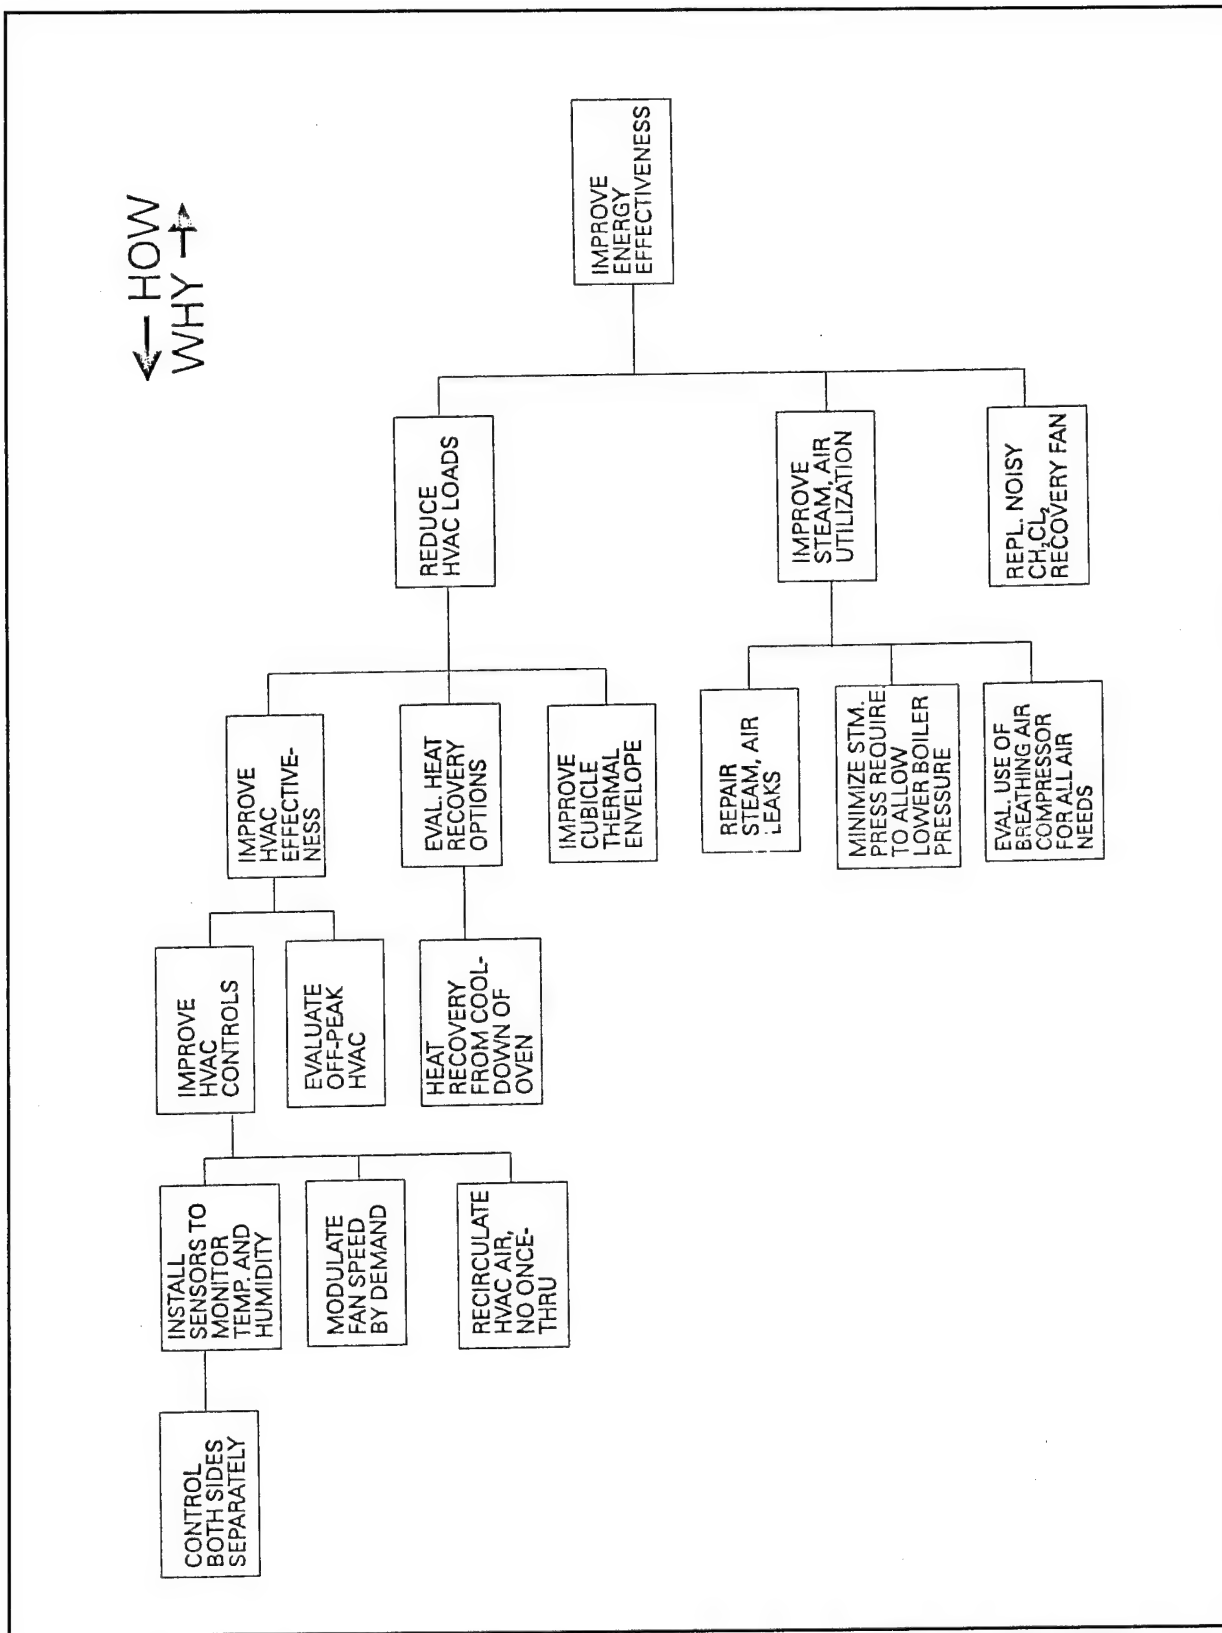 ← HOW
WHY →
CONTROL
BOTH SIDES
SEPARATELY
INSTALL
SENSORS TO
MONITOR
TEMP. AND
HUMIDITY
MODULATE
FAN SPEED
BY DEMAND
RECIRCULATE
HVAC AIR,
NO ONCE-
THRU
IMPROVE
HVAC
CONTROLS
EVALUATE
OFF-PEAK
HVAC
HEAT
RECOVERY
FROM COOL-
DOWN OF
OVEN
IMPROVE
HVAC
EFFECTIVE-
NESS
EVAL. HEAT
RECOVERY
OPTIONS
IMPROVE
CUBICLE
THERMAL
ENVELOPE
REPAIR
STEAM, AIR
LEAKS
MINIMIZE STM.
PRESS REQUIRE
TO ALLOW
LOWER BOILER
PRESSURE
EVAL. USE OF
BREATHING AIR
COMPRESSOR
FOR ALL AIR
NEEDS
REDUCE
HVAC LOADS
IMPROVE
STEAM, AIR
UTILIZATION
REPL. NOISY
CH₂CL₂
RECOVERY FAN
IMPROVE
ENERGY
EFFECTIVENESS